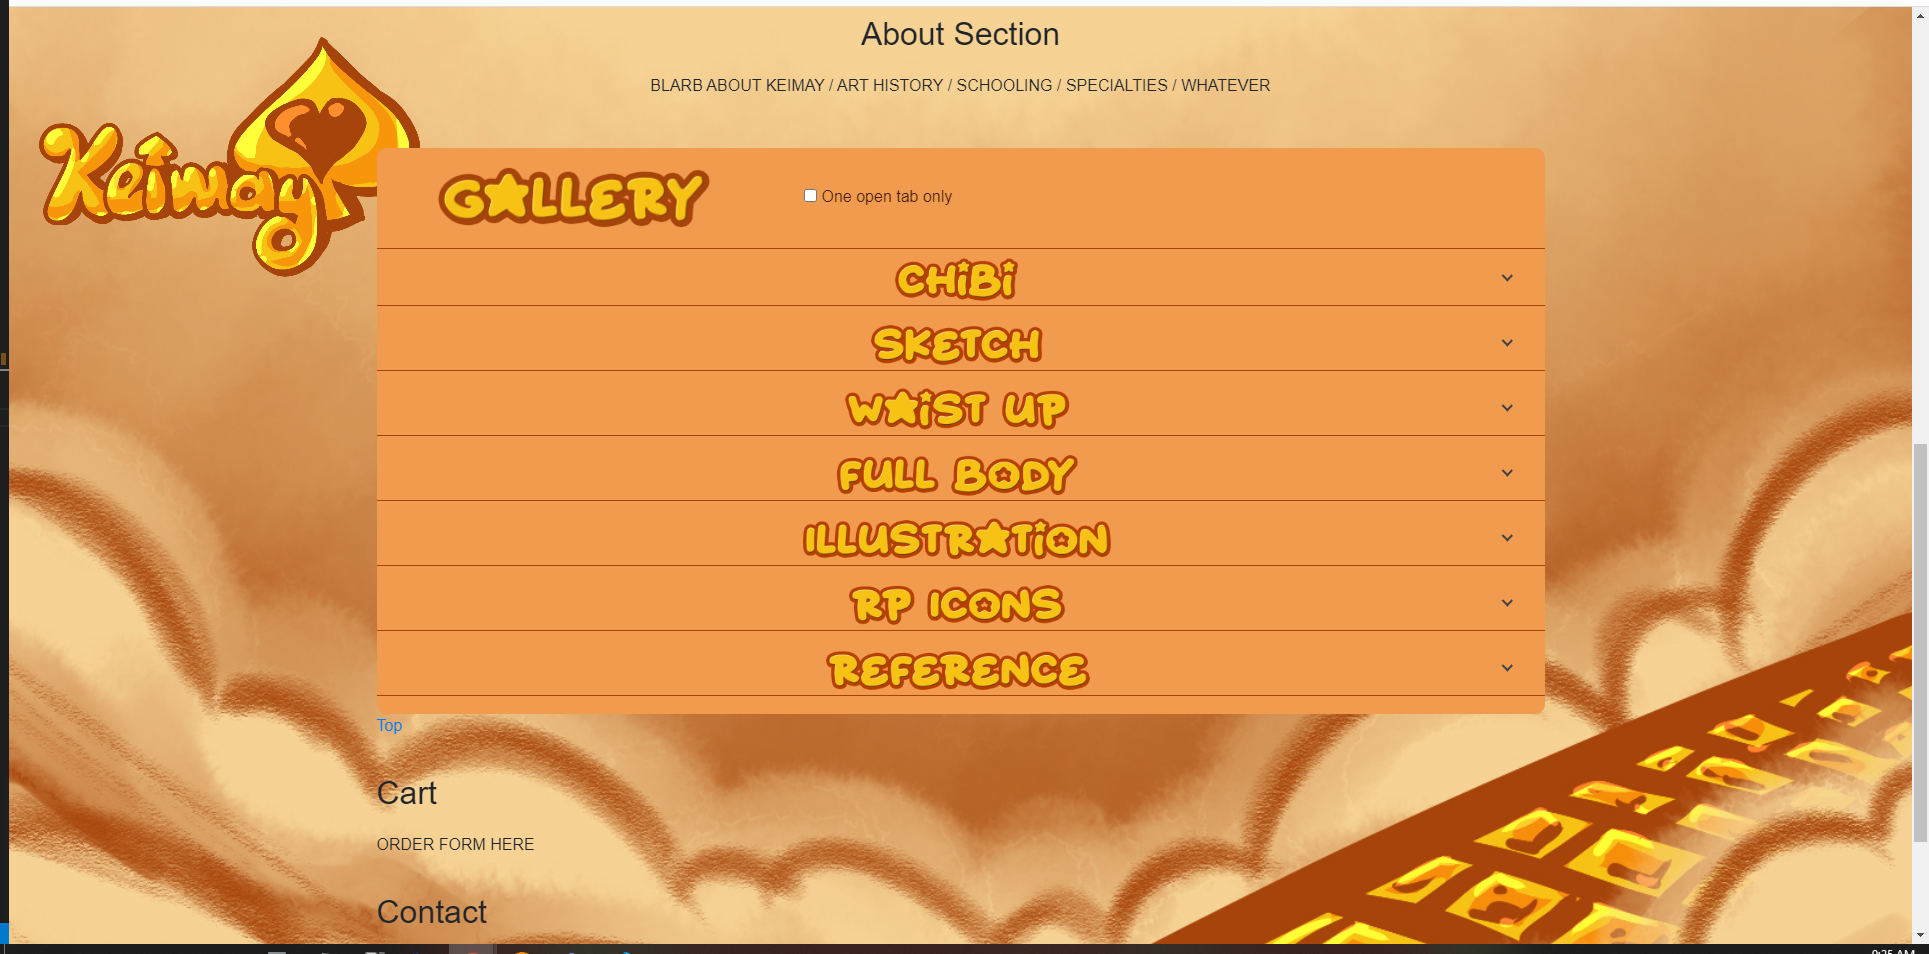 About Section
BLARB ABOUT KEIMAY / ART HISTORY / SCHOOLING / SPECIALTIES / WHATEVER
Keimay
GALLERY
One open tab only
CHiBi
SKETCH
WAiST UP
FULL BODY
ILLUSTRATiON
RP ICONS
REFERENCE
Top
Cart
ORDER FORM HERE
Contact